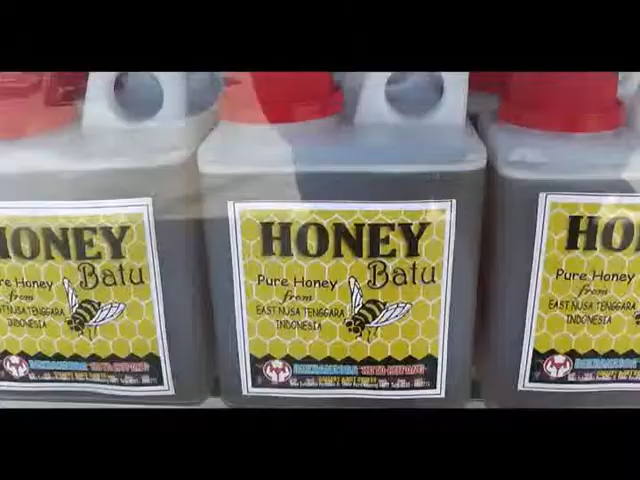 HONEY
Batu
re Honey
from
EAST NUSA TENGGARA
INDONESIA
HONEY
Batu
Pure Honey
from
EAST NUSA TENGGARA
INDONESIA
HO
Pure Honey
from
EAST NUSA TENGGARA
INDONESIA